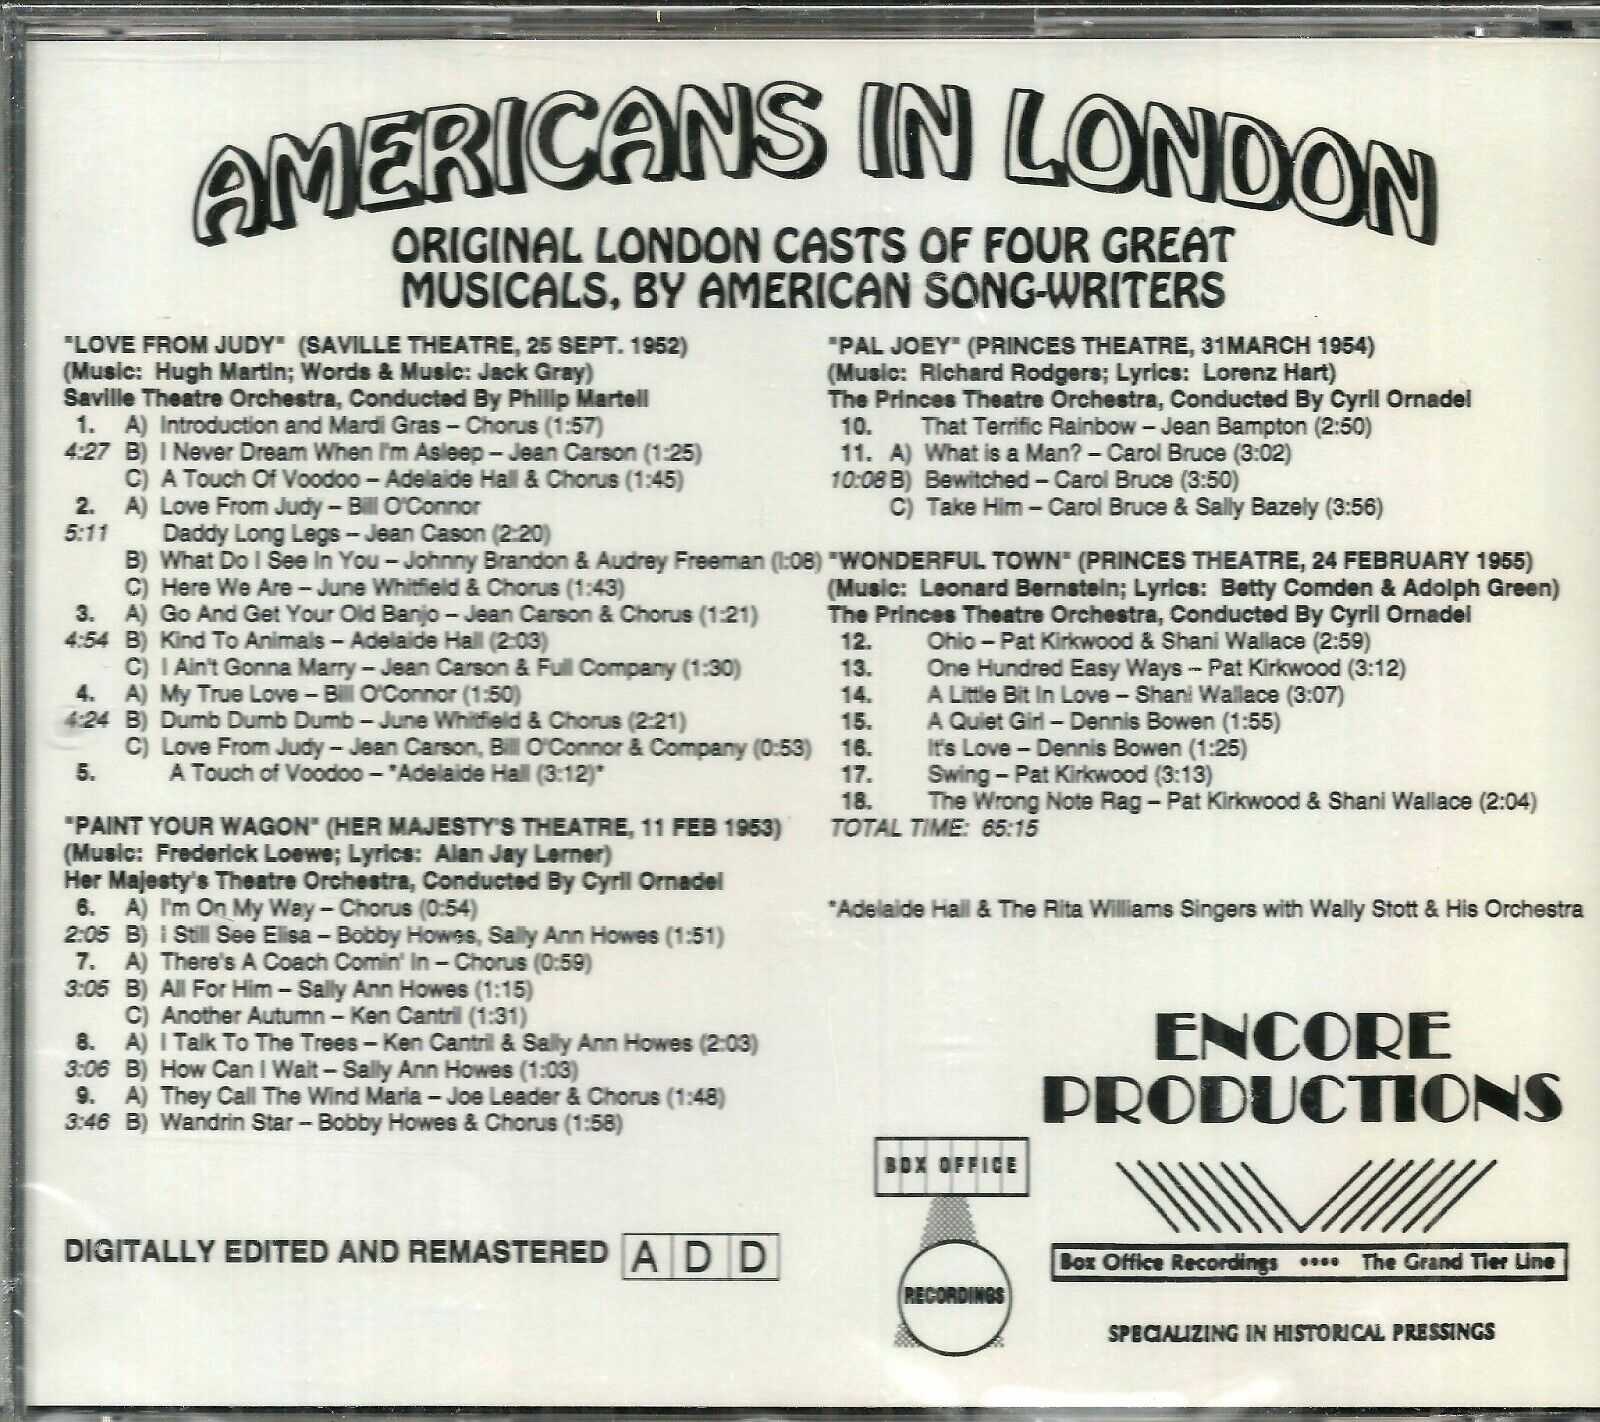 AMERICANS IN LONDON
ORIGINAL LONDON CASTS OF FOUR GREAT
MUSICALS, BY AMERICAN SONG-WRITERS
"LOVE FROM JUDY" (SAVILLE THEATRE, 25 SEPT. 1952)
(Music: Hugh Martin; Words & Music: Jack Gray)
Saville Theatre Orchestra, Conducted By Philip Martell
1. A) Introduction and Mardi Gras – Chorus (1:57)
4:27 B) I Never Dream When I'm Asleep – Jean Carson (1:25)
C) A Touch Of Voodoo – Adelaide Hall & Chorus (1:45)
2. A) Love From Judy – Bill O'Connor
5:11 Daddy Long Legs – Jean Cason (2:20)
B) What Do I See In You – Johnny Brandon & Audrey Freeman (l:08)
C) Here We Are – June Whitfield & Chorus (1:43)
3. A) Go And Get Your Old Banjo – Jean Carson & Chorus (1:21)
4:54 B) Kind To Animals – Adelaide Hall (2:03)
C) I Ain't Gonna Marry – Jean Carson & Full Company (1:30)
4. A) My True Love – Bill O'Connor (1:50)
4:24 B) Dumb Dumb Dumb – June Whitfield & Chorus (2:21)
C) Love From Judy – Jean Carson, Bill O'Connor & Company (0:53)
5. A Touch of Voodoo – *Adelaide Hall (3:12)*
"PAINT YOUR WAGON" (HER MAJESTY'S THEATRE, 11 FEB 1953)
(Music: Frederick Loewe; Lyrics: Alan Jay Lerner)
Her Majesty's Theatre Orchestra, Conducted By Cyril Ornadel
6. A) I'm On My Way – Chorus (0:54)
2:05 B) I Still See Elisa – Bobby Howes, Sally Ann Howes (1:51)
7. A) There's A Coach Comin' In – Chorus (0:59)
3:05 B) All For Him – Sally Ann Howes (1:15)
C) Another Autumn – Ken Cantril (1:31)
8. A) I Talk To The Trees – Ken Cantril & Sally Ann Howes (2:03)
3:06 B) How Can I Wait – Sally Ann Howes (1:03)
9. A) They Call The Wind Maria – Joe Leader & Chorus (1:48)
3:46 B) Wandrin Star – Bobby Howes & Chorus (1:58)
"PAL JOEY" (PRINCES THEATRE, 31MARCH 1954)
(Music: Richard Rodgers; Lyrics: Lorenz Hart)
The Princes Theatre Orchestra, Conducted By Cyril Ornadel
10. That Terrific Rainbow – Jean Bampton (2:50)
11. A) What is a Man? – Carol Bruce (3:02)
10:08 B) Bewitched – Carol Bruce (3:50)
C) Take Him – Carol Bruce & Sally Bazely (3:56)
"WONDERFUL TOWN" (PRINCES THEATRE, 24 FEBRUARY 1955)
(Music: Leonard Bernstein; Lyrics: Betty Comden & Adolph Green)
The Princes Theatre Orchestra, Conducted By Cyril Ornadel
12. Ohio – Pat Kirkwood & Shani Wallace (2:59)
13. One Hundred Easy Ways – Pat Kirkwood (3:12)
14. A Little Bit In Love – Shani Wallace (3:07)
15. A Quiet Girl – Dennis Bowen (1:55)
16. It's Love – Dennis Bowen (1:25)
17. Swing – Pat Kirkwood (3:13)
18. The Wrong Note Rag – Pat Kirkwood & Shani Wallace (2:04)
TOTAL TIME: 65:15
*Adelaide Hall & The Rita Williams Singers with Wally Stott & His Orchestra
ENCORE
PRODUCTIONS
BOX OFFICE
RECORDINGS
Box Office Recordings •••• The Grand Tier Line
SPECIALIZING IN HISTORICAL PRESSINGS
DIGITALLY EDITED AND REMASTERED A D D